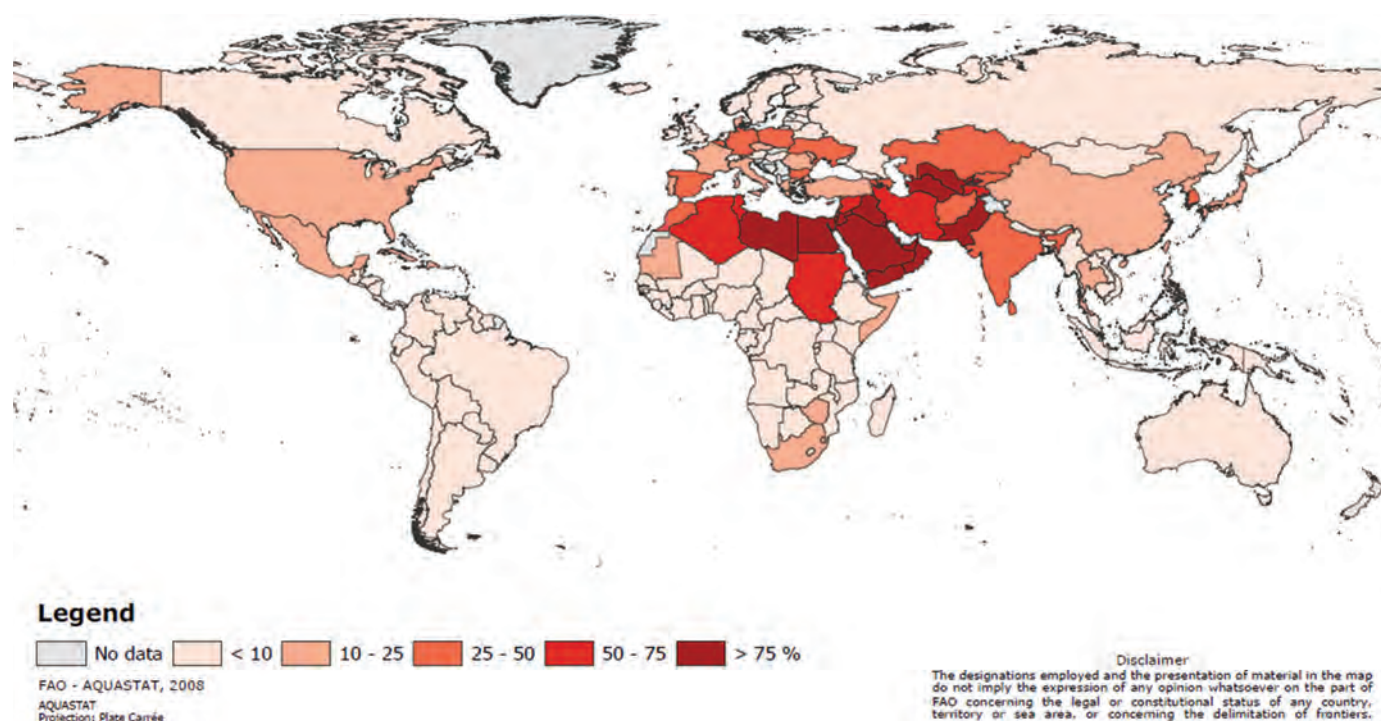 Legend
No data < 10 10 - 25 25 - 50 50 - 75 > 75 %
FAO - AQUASTAT, 2008
AQUASTAT
Projection: Plate Carrée
Disclaimer
The designations employed and the presentation of material in the map
do not imply the expression of any opinion whatsoever on the part of
FAO concerning the legal or constitutional status of any country,
territory or sea area, or concerning the delimitation of frontiers.